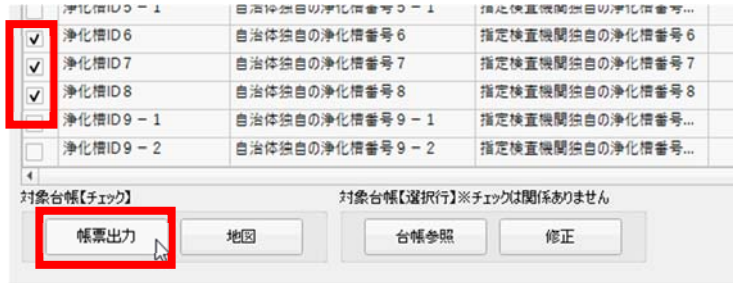 浄化槽ID5－1 自治体独自の浄化槽番号5－1 指定検査機関独自の浄化槽番号...
浄化槽ID6 自治体独自の浄化槽番号6 指定検査機関独自の浄化槽番号6
浄化槽ID7 自治体独自の浄化槽番号7 指定検査機関独自の浄化槽番号7
浄化槽ID8 自治体独自の浄化槽番号8 指定検査機関独自の浄化槽番号8
浄化槽ID9－1 自治体独自の浄化槽番号9－1 指定検査機関独自の浄化槽番号...
浄化槽ID9－2 自治体独自の浄化槽番号9－2 指定検査機関独自の浄化槽番号...
対象台帳【チェック】 対象台帳【選択行】※チェックは関係ありません
帳票出力 地図 台帳参照 修正